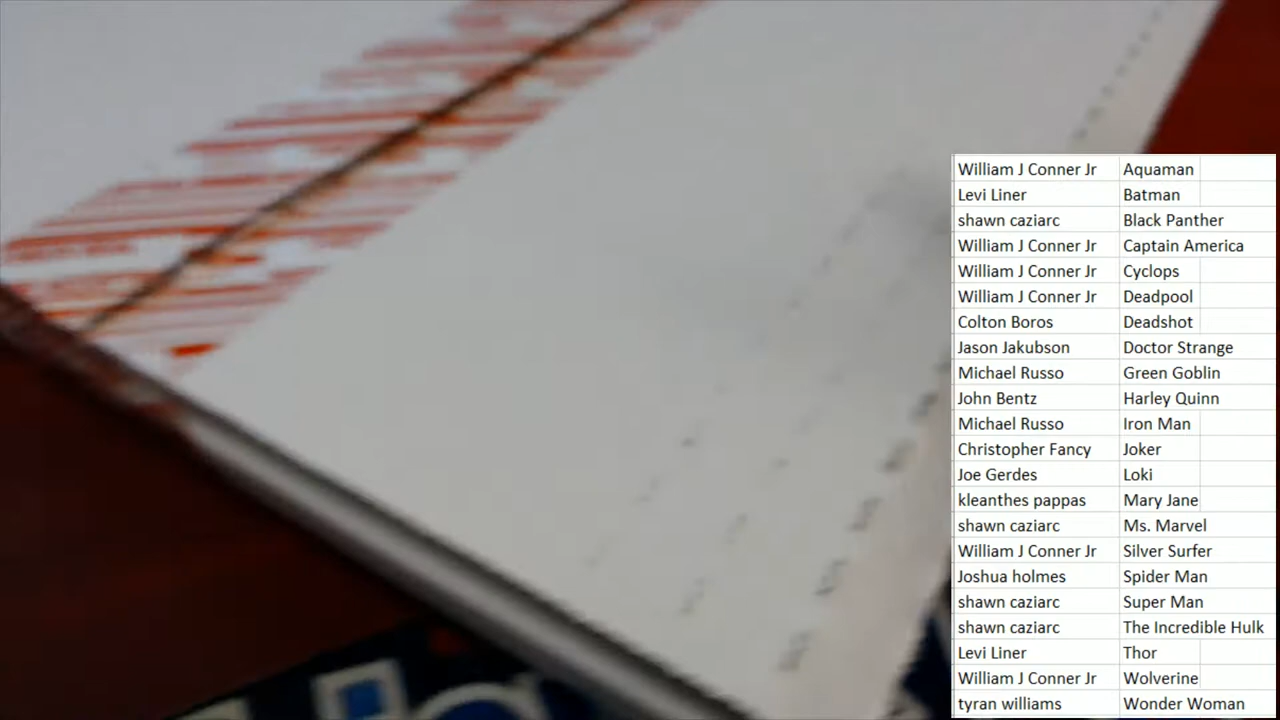 William J Conner Jr Aquaman
Levi Liner Batman
shawn caziarc Black Panther
William J Conner Jr Captain America
William J Conner Jr Cyclops
William J Conner Jr Deadpool
Colton Boros Deadshot
Jason Jakubson Doctor Strange
Michael Russo Green Goblin
John Bentz Harley Quinn
Michael Russo Iron Man
Christopher Fancy Joker
Joe Gerdes Loki
kleanthes pappas Mary Jane
shawn caziarc Ms. Marvel
William J Conner Jr Silver Surfer
Joshua holmes Spider Man
shawn caziarc Super Man
shawn caziarc The Incredible Hulk
Levi Liner Thor
William J Conner Jr Wolverine
tyran williams Wonder Woman